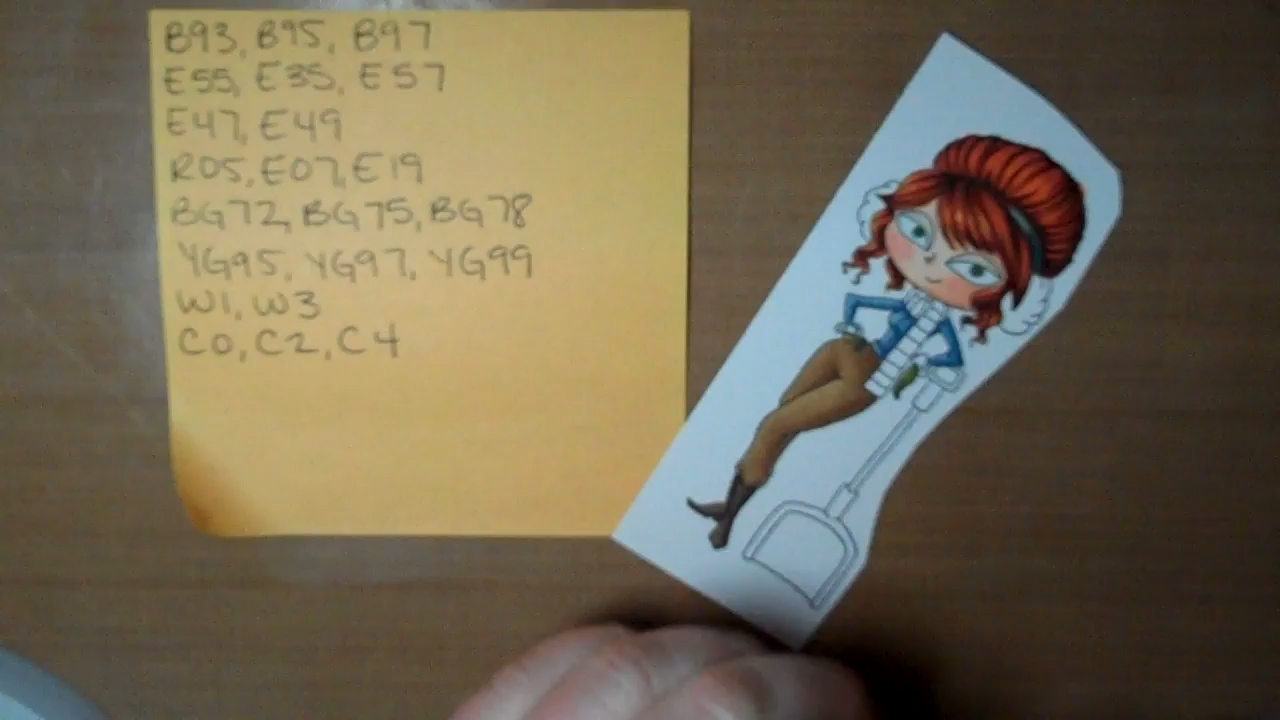 B93, B95, B97
E55, E35, E57
E47, E49
R05, E07, E19
BG72, BG75, BG78
YG95, YG97, YG99
W1, W3
C0, C2, C4